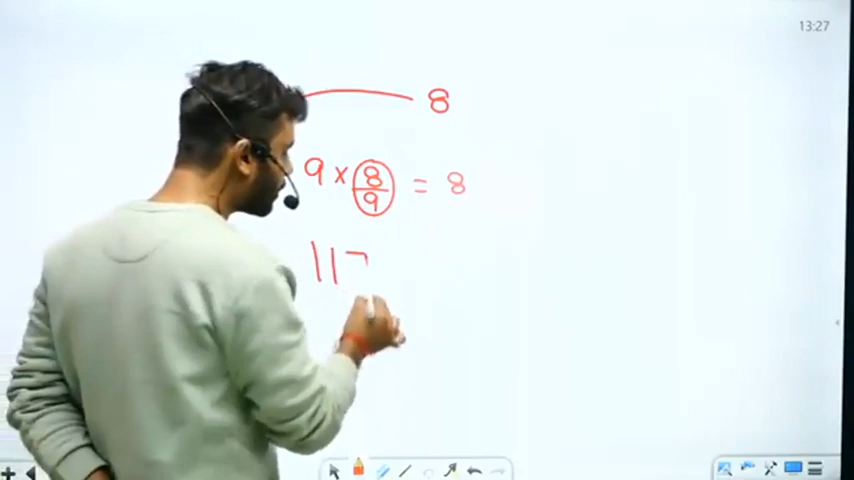 13:27
8
9 × 8/9 = 8
117